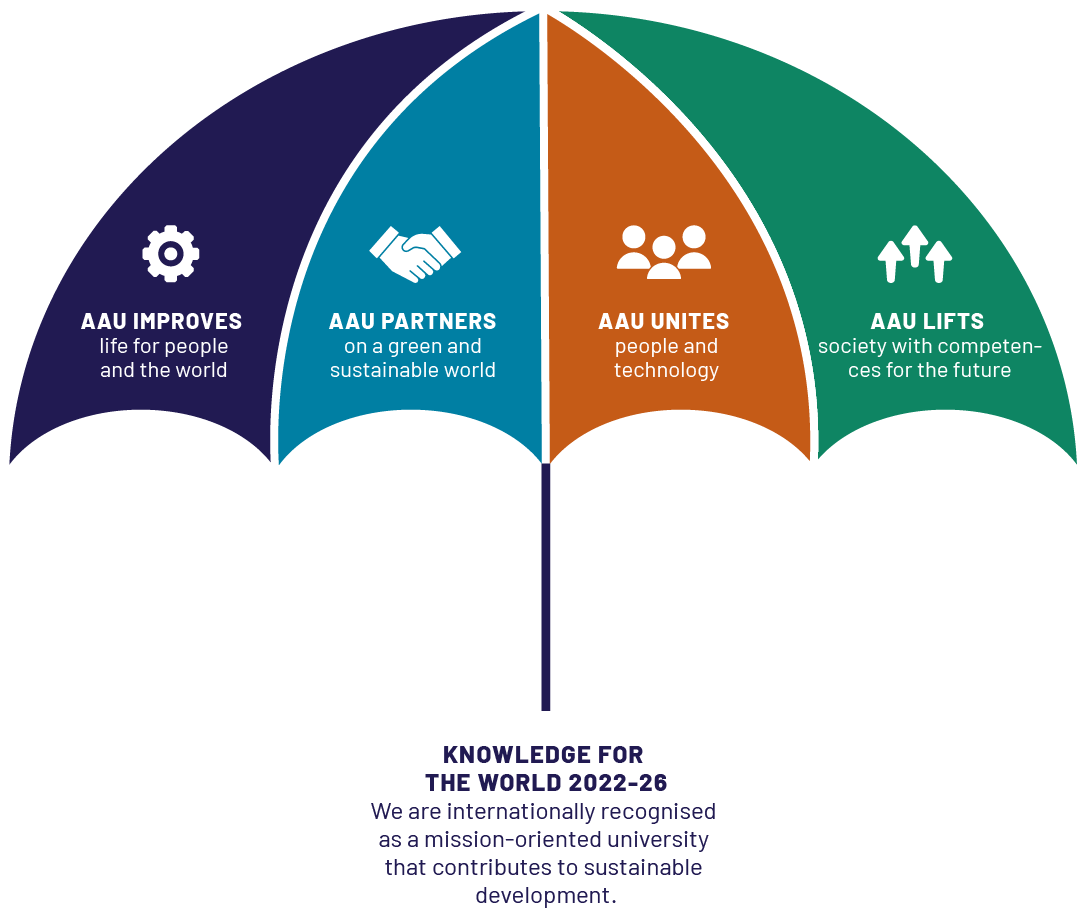 AAU IMPROVES
life for people
and the world
AAU PARTNERS
on a green and
sustainable world
AAU UNITES
people and
technology
AAU LIFTS
society with competen-
ces for the future
KNOWLEDGE FOR
THE WORLD 2022-26
We are internationally recognised
as a mission-oriented university
that contributes to sustainable
development.